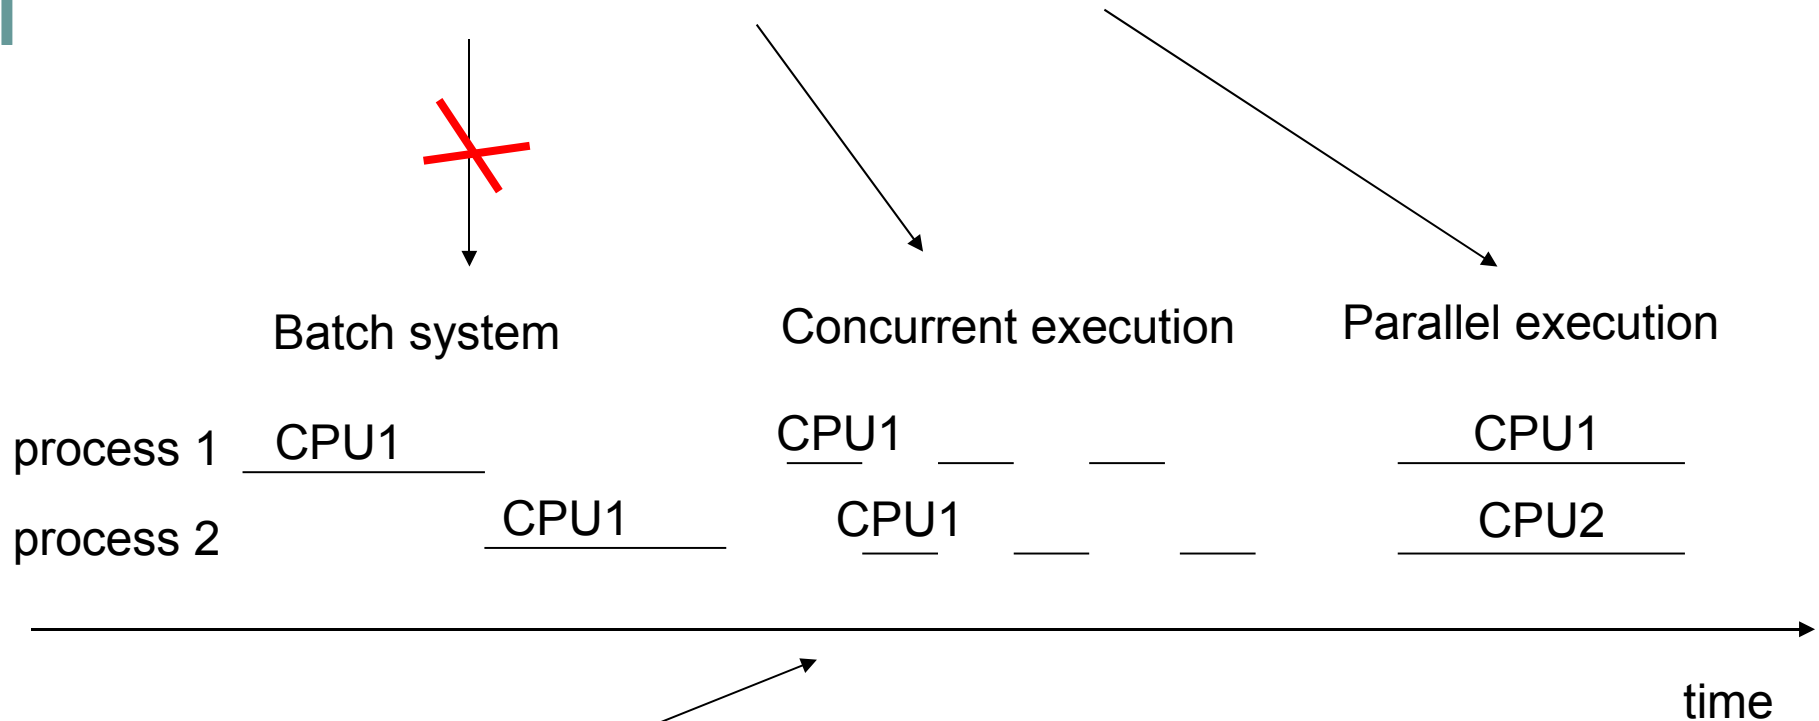 Batch system Concurrent execution Parallel execution
process 1 CPU1 CPU1 CPU1
process 2 CPU1 CPU1 CPU2
time